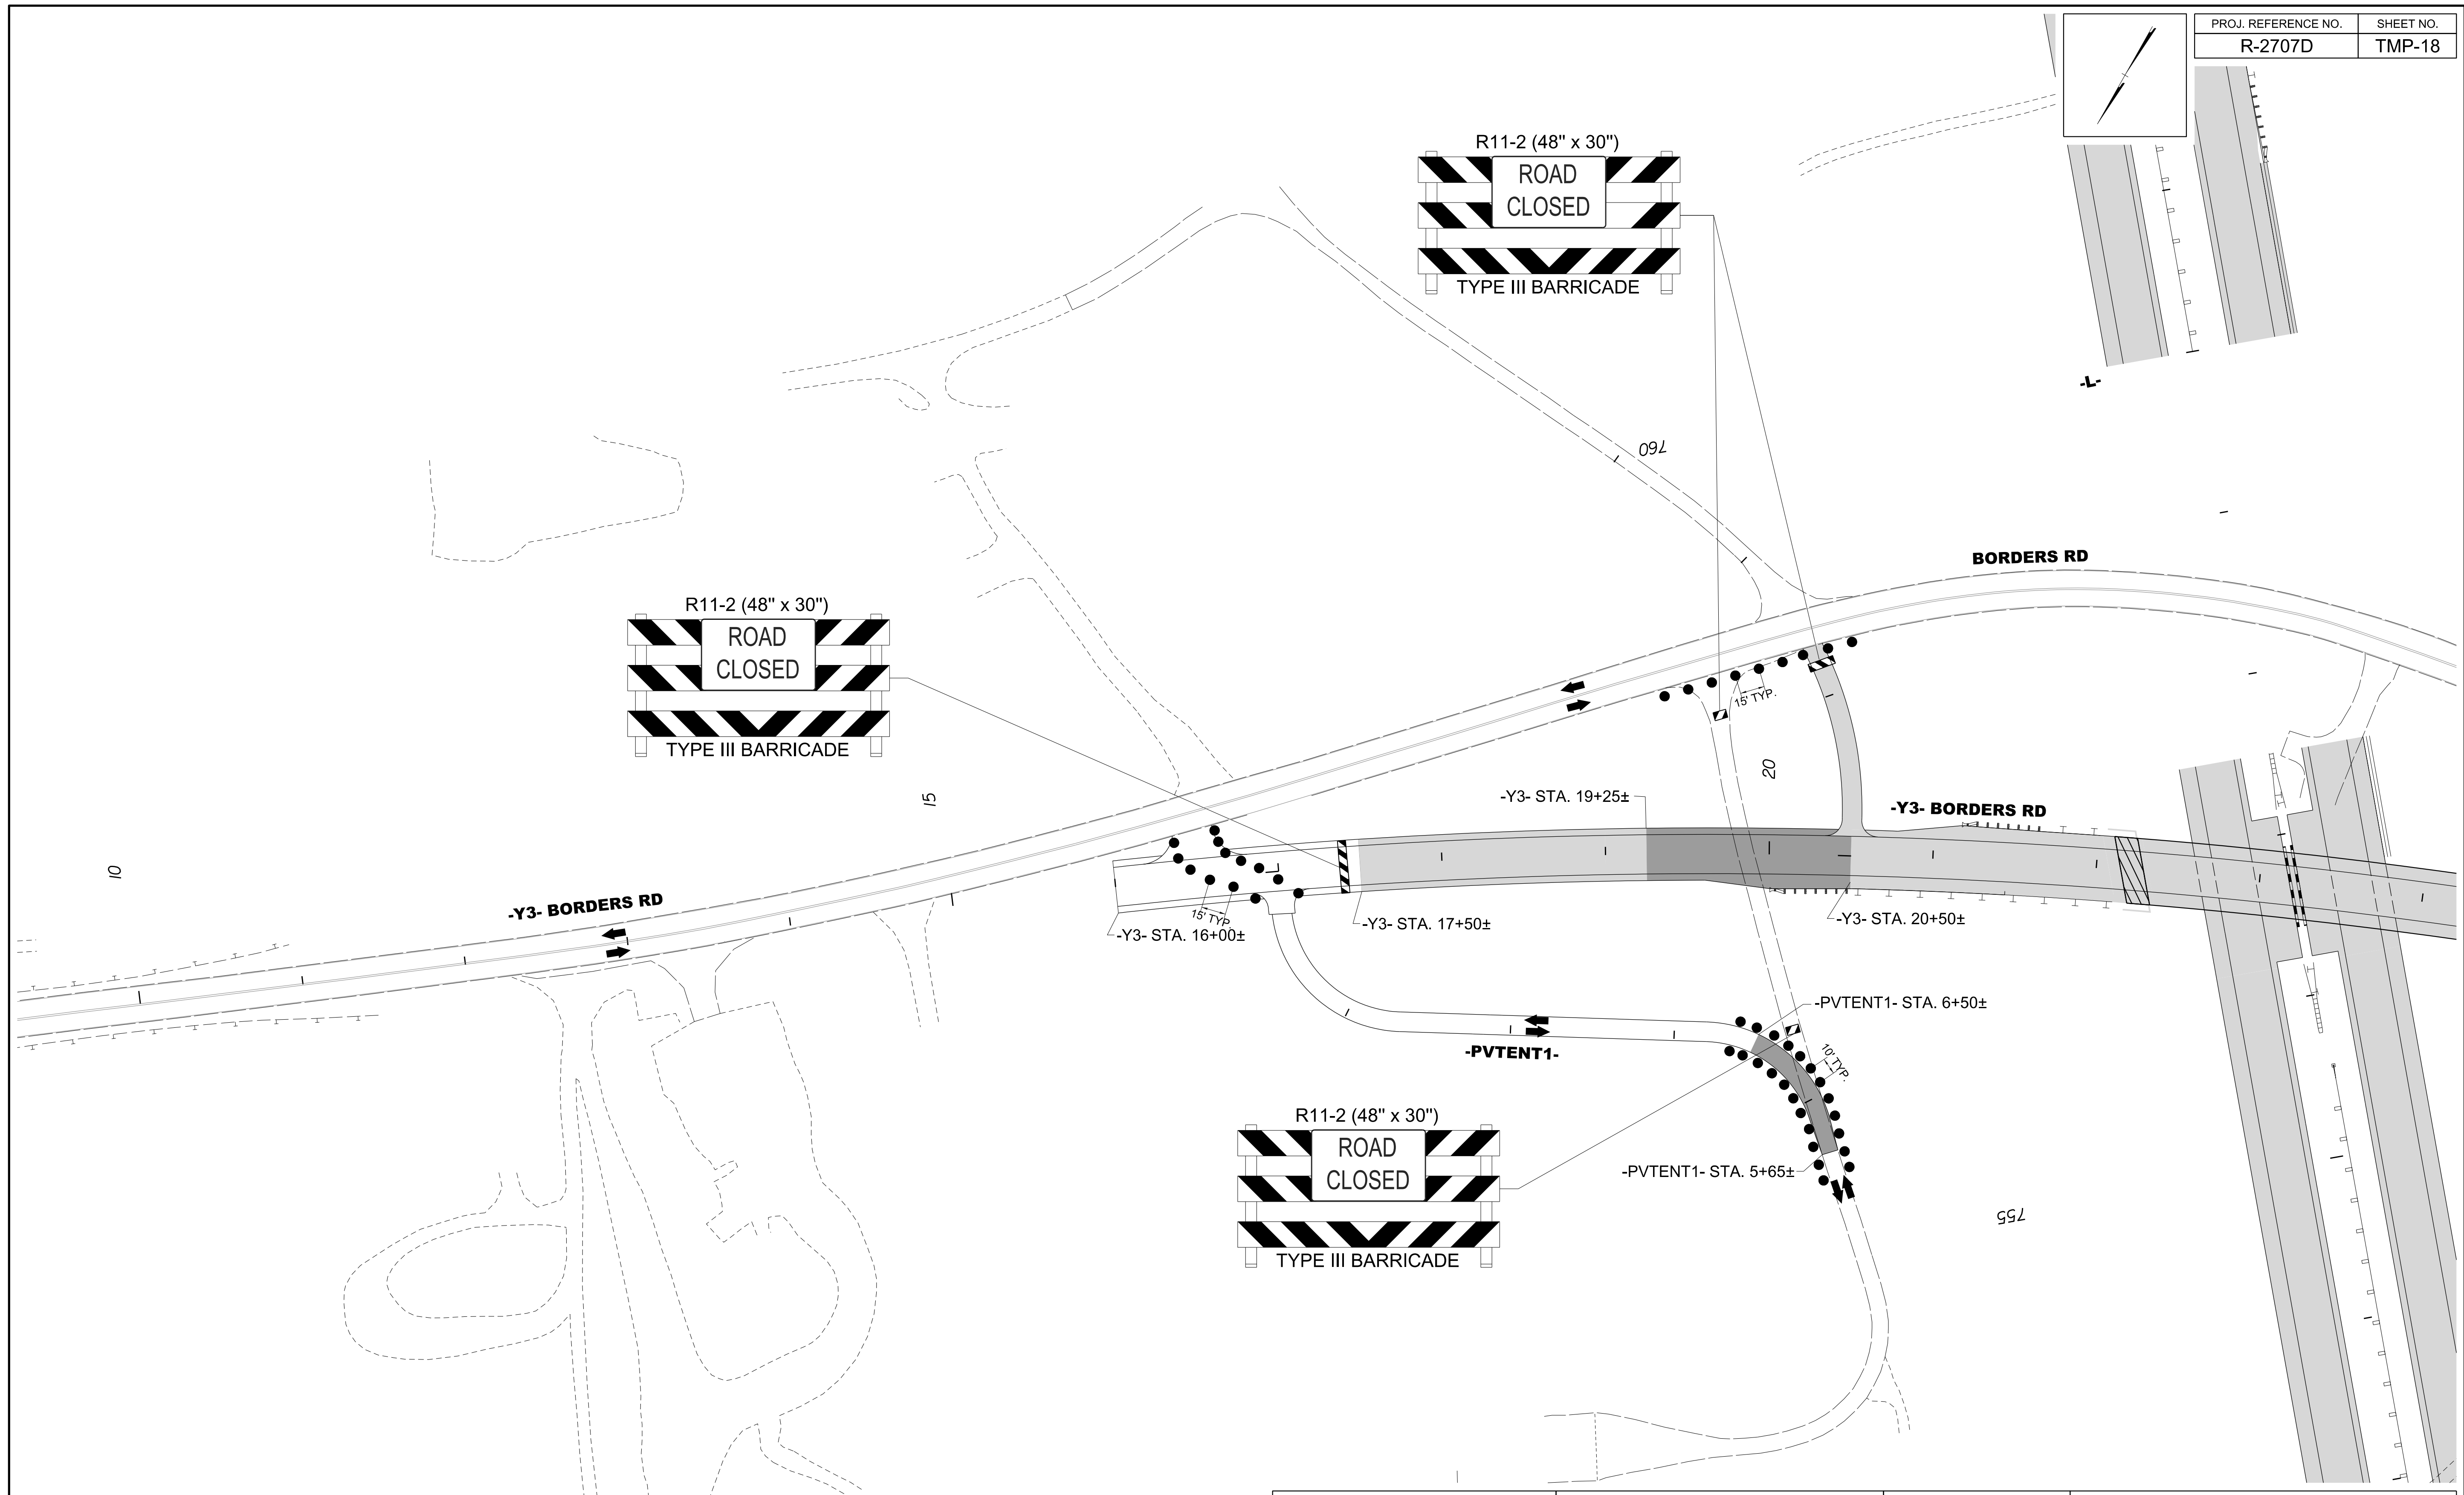 PROJ. REFERENCE NO.
SHEET NO.
R-2707D
TMP-18
R11-2 (48" x 30")
ROAD
CLOSED
TYPE III BARRICADE
-L-
760
BORDERS RD
R11-2 (48" x 30")
ROAD
CLOSED
TYPE III BARRICADE
15' TYP.
20
15
-Y3- STA. 19+25±
-Y3- BORDERS RD
10
-Y3- BORDERS RD
15' TYP.
-Y3- STA. 16+00±
-Y3- STA. 17+50±
-Y3- STA. 20+50±
-PVTENT1- STA. 6+50±
-PVTENT1-
10' TYP.
R11-2 (48" x 30")
ROAD
CLOSED
TYPE III BARRICADE
-PVTENT1- STA. 5+65±
755